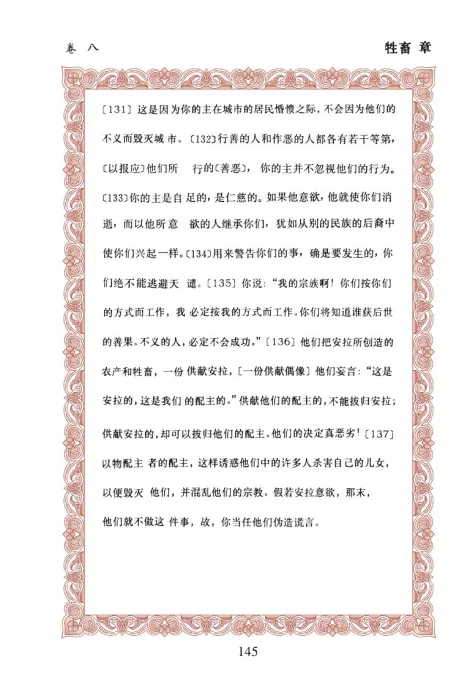 卷 八
牲畜 章
〔131〕这是因为你的主在城市的居民昏愦之际，不会因为他们的
不义而毁灭城 市。〔132〕行善的人和作恶的人都各有若干等第，
〔以报应〕他们所 行的〔善恶〕，你的主并不忽视他们的行为。
〔133〕你的主是自足的，是仁慈的。如果他意欲，他就使你们消
逝，而以他所意 欲的人继承你们，犹如从别的民族的后裔中
使你们兴起一样。〔134〕用来警告你们的事，确是要发生的，你
们绝不能逃避天 谴。〔135〕你说：“我的宗族啊！你们按你们
的方式而工作，我 必定按我的方式而工作。你们将知道谁获后世
的善果。不义的人，必定不会成功。”〔136〕他们把安拉所创造的
农产和牲畜，一份 供献安拉，〔一份供献偶像〕他们妄言：“这是
安拉的，这是我们 的配主的。”供献他们的配主的，不能拨归安拉；
供献安拉的，却可以拨归他们的配主。他们的决定真恶劣！〔137〕
以物配主 者的配主，这样诱惑他们中的许多人杀害自己的儿女，
以便毁灭 他们，并混乱他们的宗教。假若安拉意欲，那末，
他们就不做这 件事，故，你当任他们伪造谎言。
145